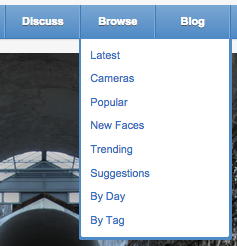 Discuss Browse Blog
Latest
Cameras
Popular
New Faces
Trending
Suggestions
By Day
By Tag